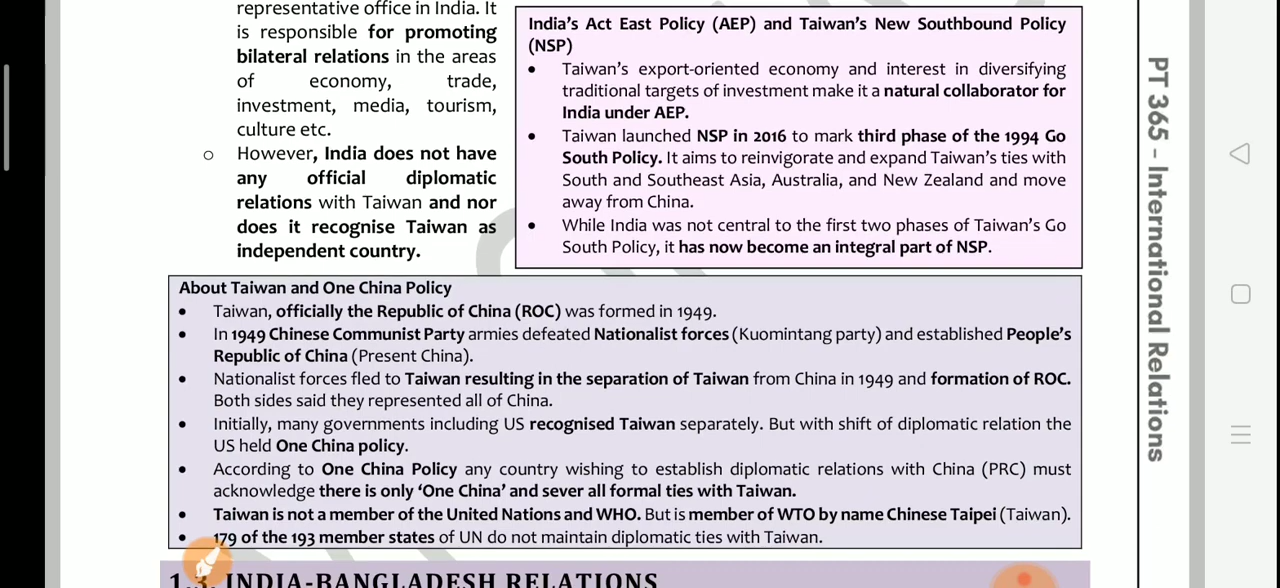 representative office in India. It
is responsible for promoting
bilateral relations in the areas
of economy, trade,
investment, media, tourism,
culture etc.
o However, India does not have
any official diplomatic
relations with Taiwan and nor
does it recognise Taiwan as
independent country.
India's Act East Policy (AEP) and Taiwan's New Southbound Policy
(NSP)
• Taiwan's export-oriented economy and interest in diversifying
traditional targets of investment make it a natural collaborator for
India under AEP.
• Taiwan launched NSP in 2016 to mark third phase of the 1994 Go
South Policy. It aims to reinvigorate and expand Taiwan's ties with
South and Southeast Asia, Australia, and New Zealand and move
away from China.
• While India was not central to the first two phases of Taiwan's Go
South Policy, it has now become an integral part of NSP.
About Taiwan and One China Policy
• Taiwan, officially the Republic of China (ROC) was formed in 1949.
• In 1949 Chinese Communist Party armies defeated Nationalist forces (Kuomintang party) and established People's
Republic of China (Present China).
• Nationalist forces fled to Taiwan resulting in the separation of Taiwan from China in 1949 and formation of ROC.
Both sides said they represented all of China.
• Initially, many governments including US recognised Taiwan separately. But with shift of diplomatic relation the
US held One China policy.
• According to One China Policy any country wishing to establish diplomatic relations with China (PRC) must
acknowledge there is only 'One China' and sever all formal ties with Taiwan.
• Taiwan is not a member of the United Nations and WHO. But is member of WTO by name Chinese Taipei (Taiwan).
• 179 of the 193 member states of UN do not maintain diplomatic ties with Taiwan.
1.3. INDIA-BANGLADESH RELATIONS
PT 365 - International Relations